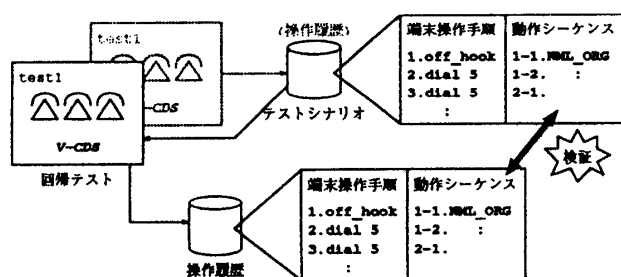 (操作履歴)
test1
-CDS
test1
V-CDS
回帰テスト
テストシナリオ
端末操作手順 動作シーケンス
1.off_hook 1-1.NML_ORG
2.dial 5 1-2. :
3.dial 5 2-1.
:
検証
操作履歴
端末操作手順 動作シーケンス
1.off_hook 1-1.NML_ORG
2.dial 5 1-2. :
3.dial 5 2-1.
: